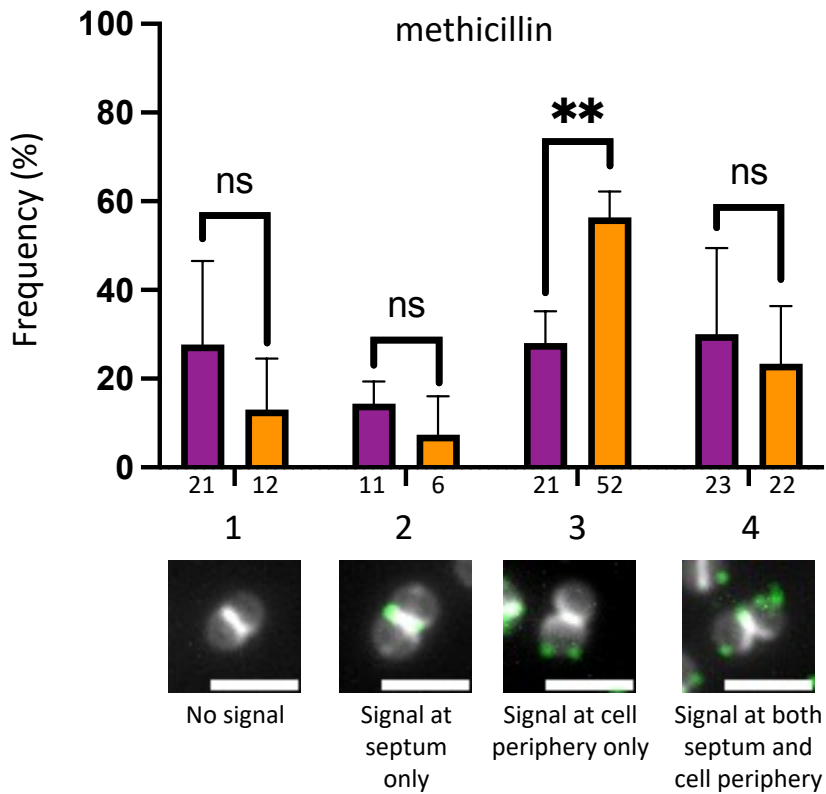 methicillin
Frequency (%)
100
80
60
40
20
0
ns
ns
**
ns
21 12 11 6 21 52 23 22
1 2 3 4
No signal
Signal at
septum
only
Signal at cell
periphery only
Signal at both
septum and
cell periphery